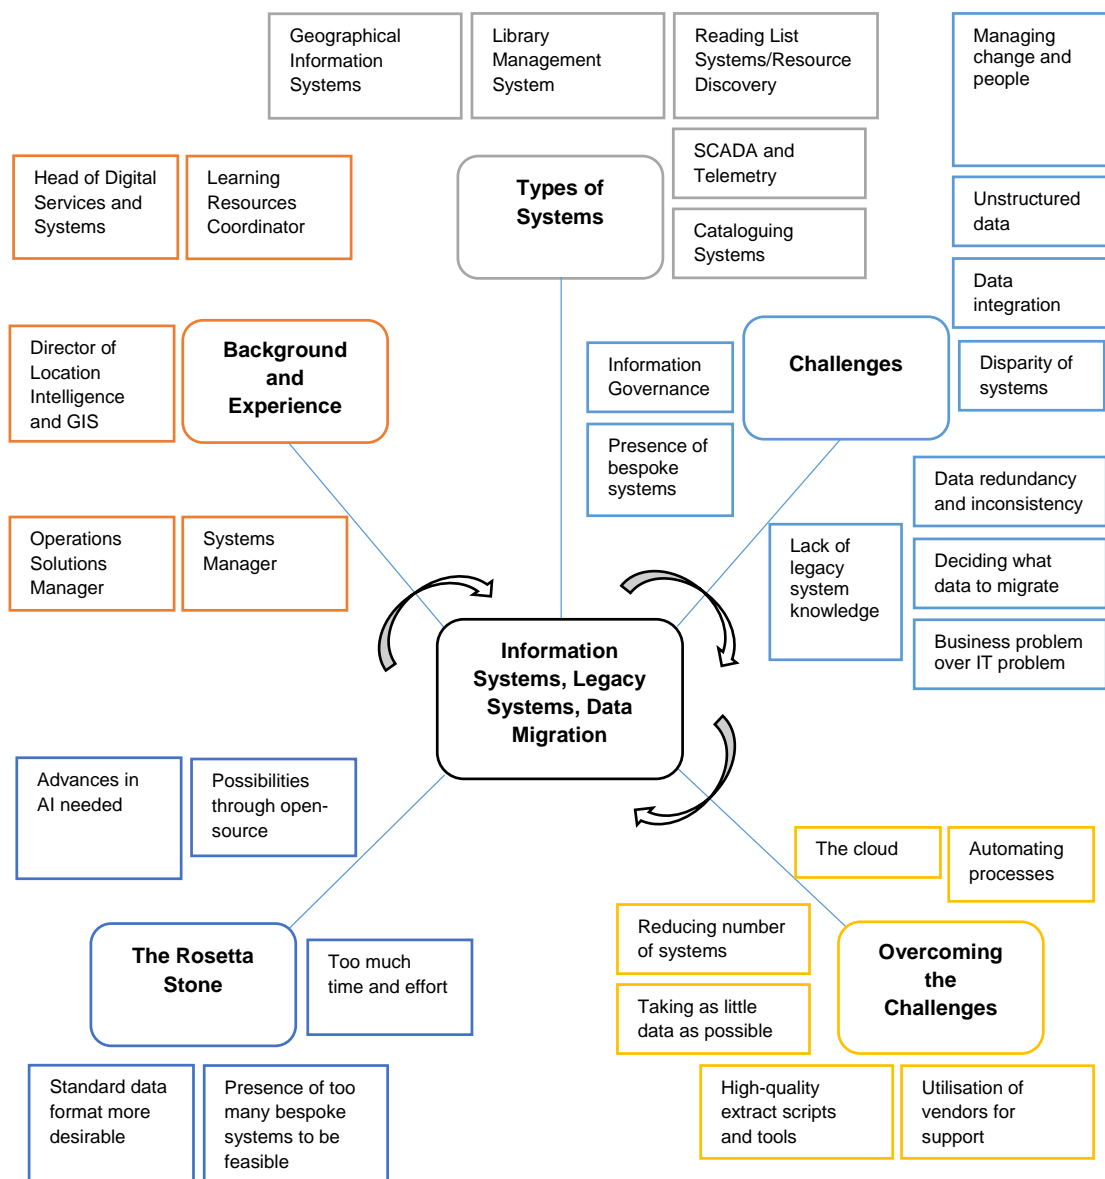 Geographical
Information
Systems
Library
Management
System
Reading List
Systems/Resource
Discovery
Managing
change and
people
SCADA and
Telemetry
Types of
Systems
Cataloguing
Systems
Head of Digital
Services and
Systems
Learning
Resources
Coordinator
Unstructured
data
Data
integration
Director of
Location
Intelligence
and GIS
Background
and
Experience
Information
Governance
Challenges
Disparity of
systems
Presence of
bespoke
systems
Data redundancy
and inconsistency
Operations
Solutions
Manager
Systems
Manager
Lack of
legacy
system
knowledge
Deciding what
data to migrate
Business problem
over IT problem
Information
Systems, Legacy
Systems, Data
Migration
Advances in
AI needed
Possibilities
through open-
source
The cloud
Automating
processes
The Rosetta
Stone
Too much
time and effort
Reducing number
of systems
Overcoming
the
Challenges
Taking as little
data as possible
Standard data
format more
desirable
Presence of too
many bespoke
systems to be
feasible
High-quality
extract scripts
and tools
Utilisation of
vendors for
support